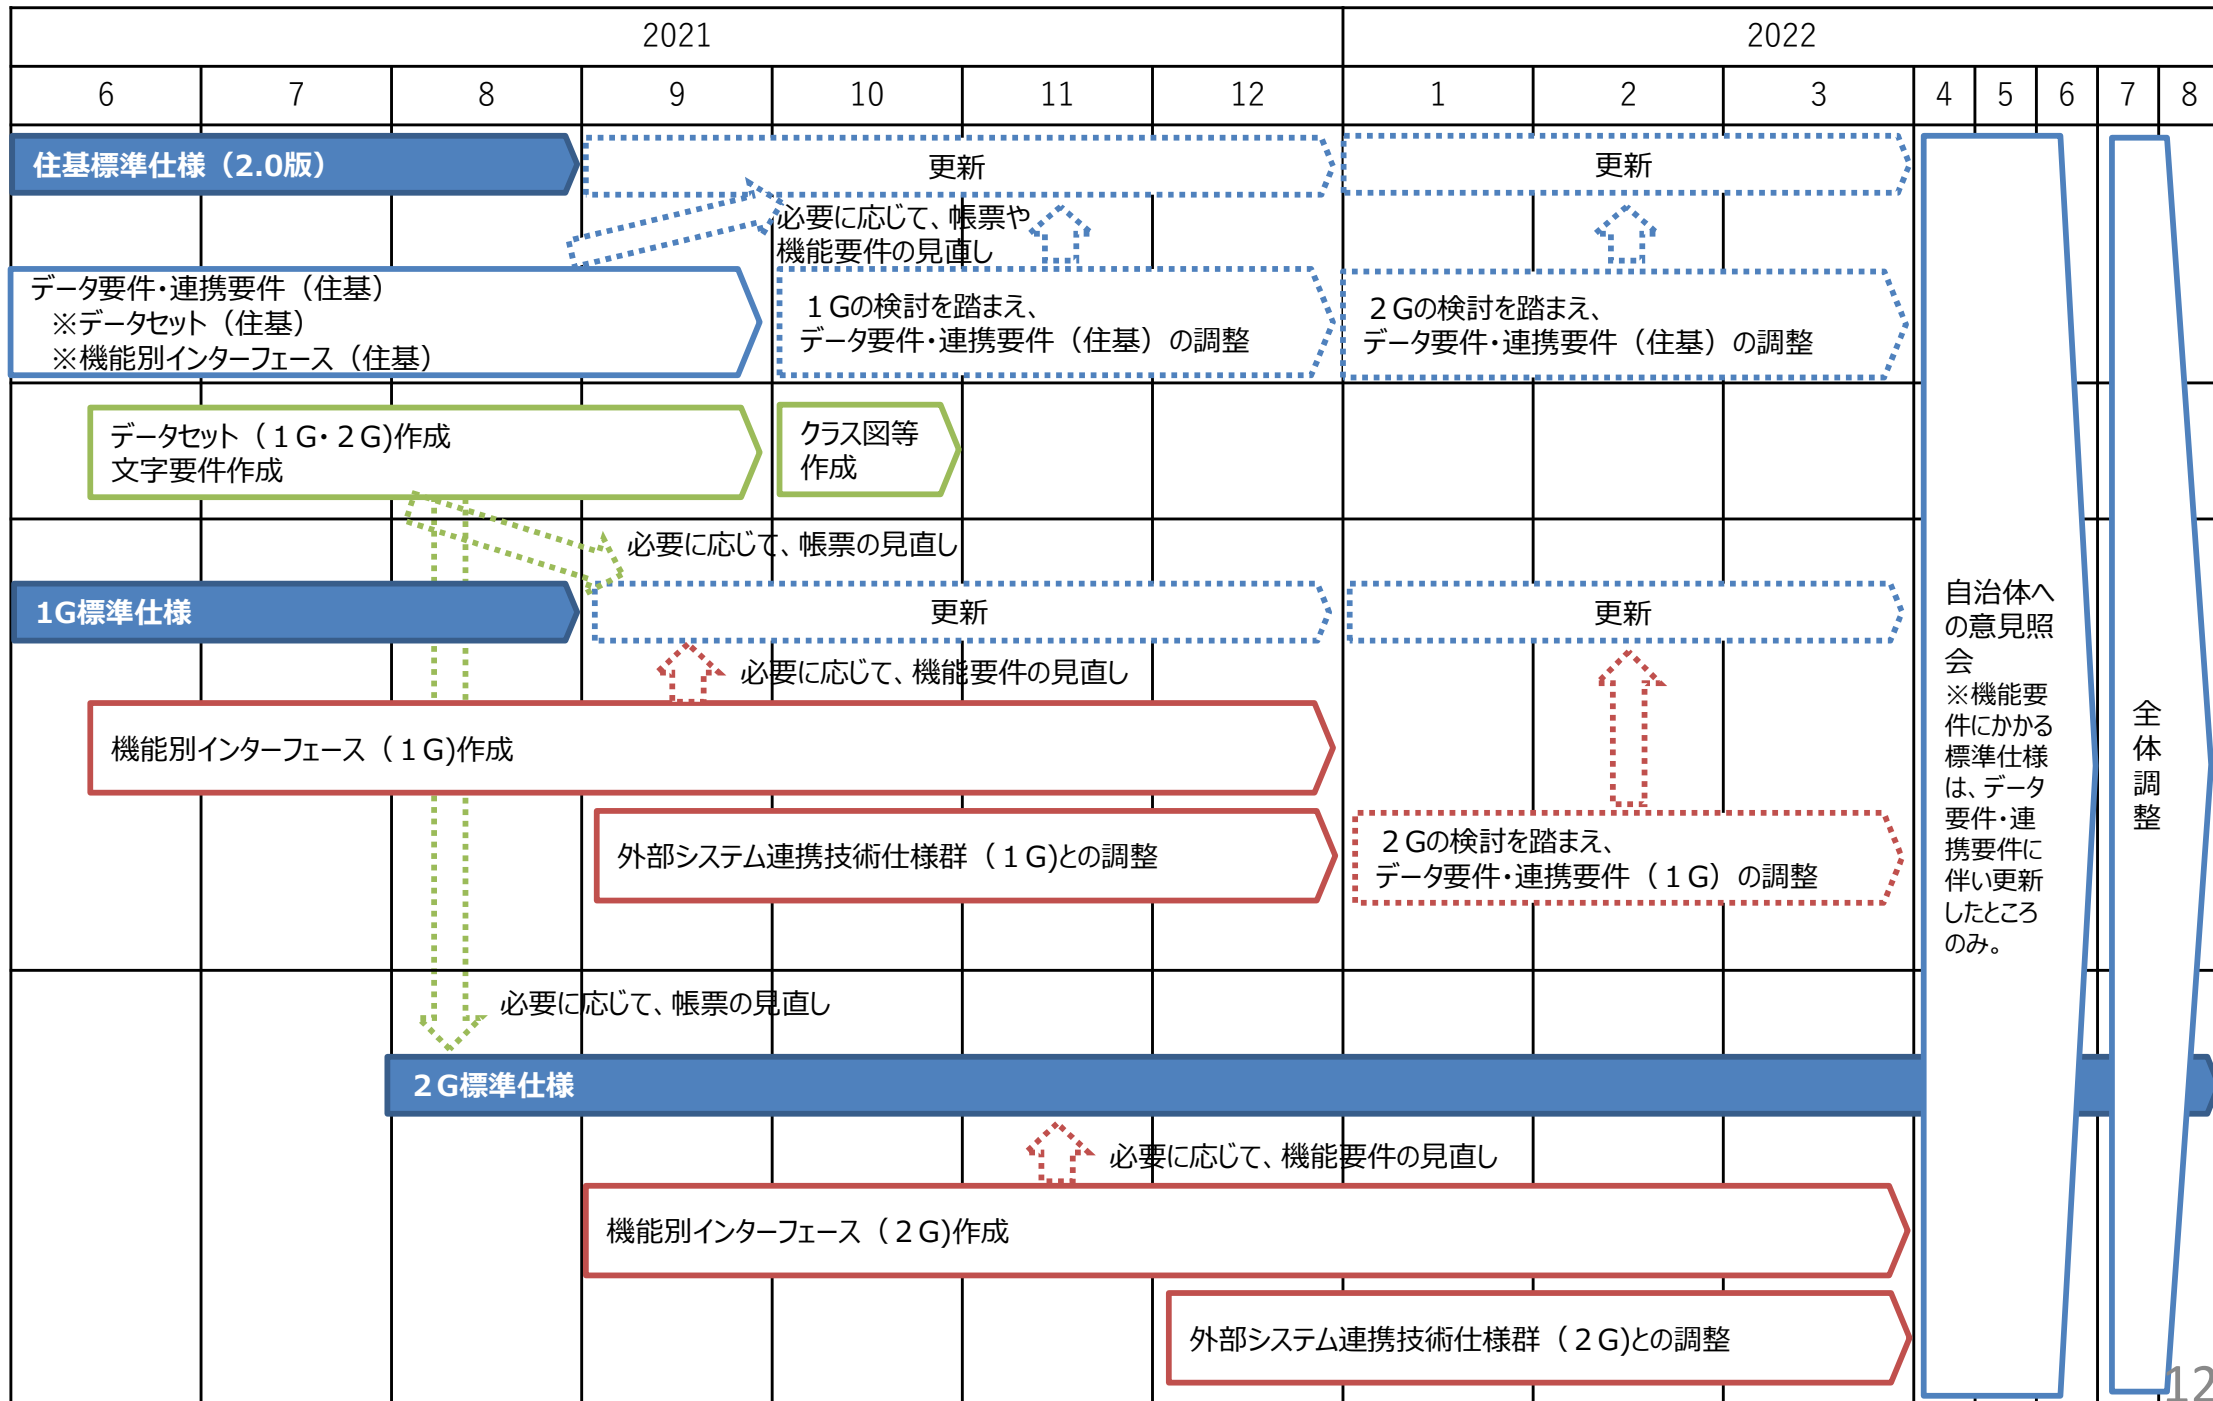 2021
2022
6
7
8
9
10
11
12
1
2
3
4
5
6
7
8
住基標準仕様（2.0版）
更新
更新
必要に応じて、帳票や
機能要件の見直し
データ要件・連携要件（住基）
※データセット（住基）
※機能別インターフェース（住基）
１Gの検討を踏まえ、
データ要件・連携要件（住基）の調整
２Gの検討を踏まえ、
データ要件・連携要件（住基）の調整
データセット（１G・２G)作成
文字要件作成
クラス図等
作成
必要に応じて、帳票の見直し
1G標準仕様
更新
更新
必要に応じて、機能要件の見直し
機能別インターフェース（１G)作成
外部システム連携技術仕様群（１G)との調整
２Gの検討を踏まえ、
データ要件・連携要件（１G）の調整
必要に応じて、帳票の見直し
２G標準仕様
必要に応じて、機能要件の見直し
機能別インターフェース（２G)作成
外部システム連携技術仕様群（２G)との調整
自治体へ
の意見照
会
※機能要
件にかかる
標準仕様
は、データ
要件・連
携要件に
伴い更新
したところ
のみ。
全体調整
12